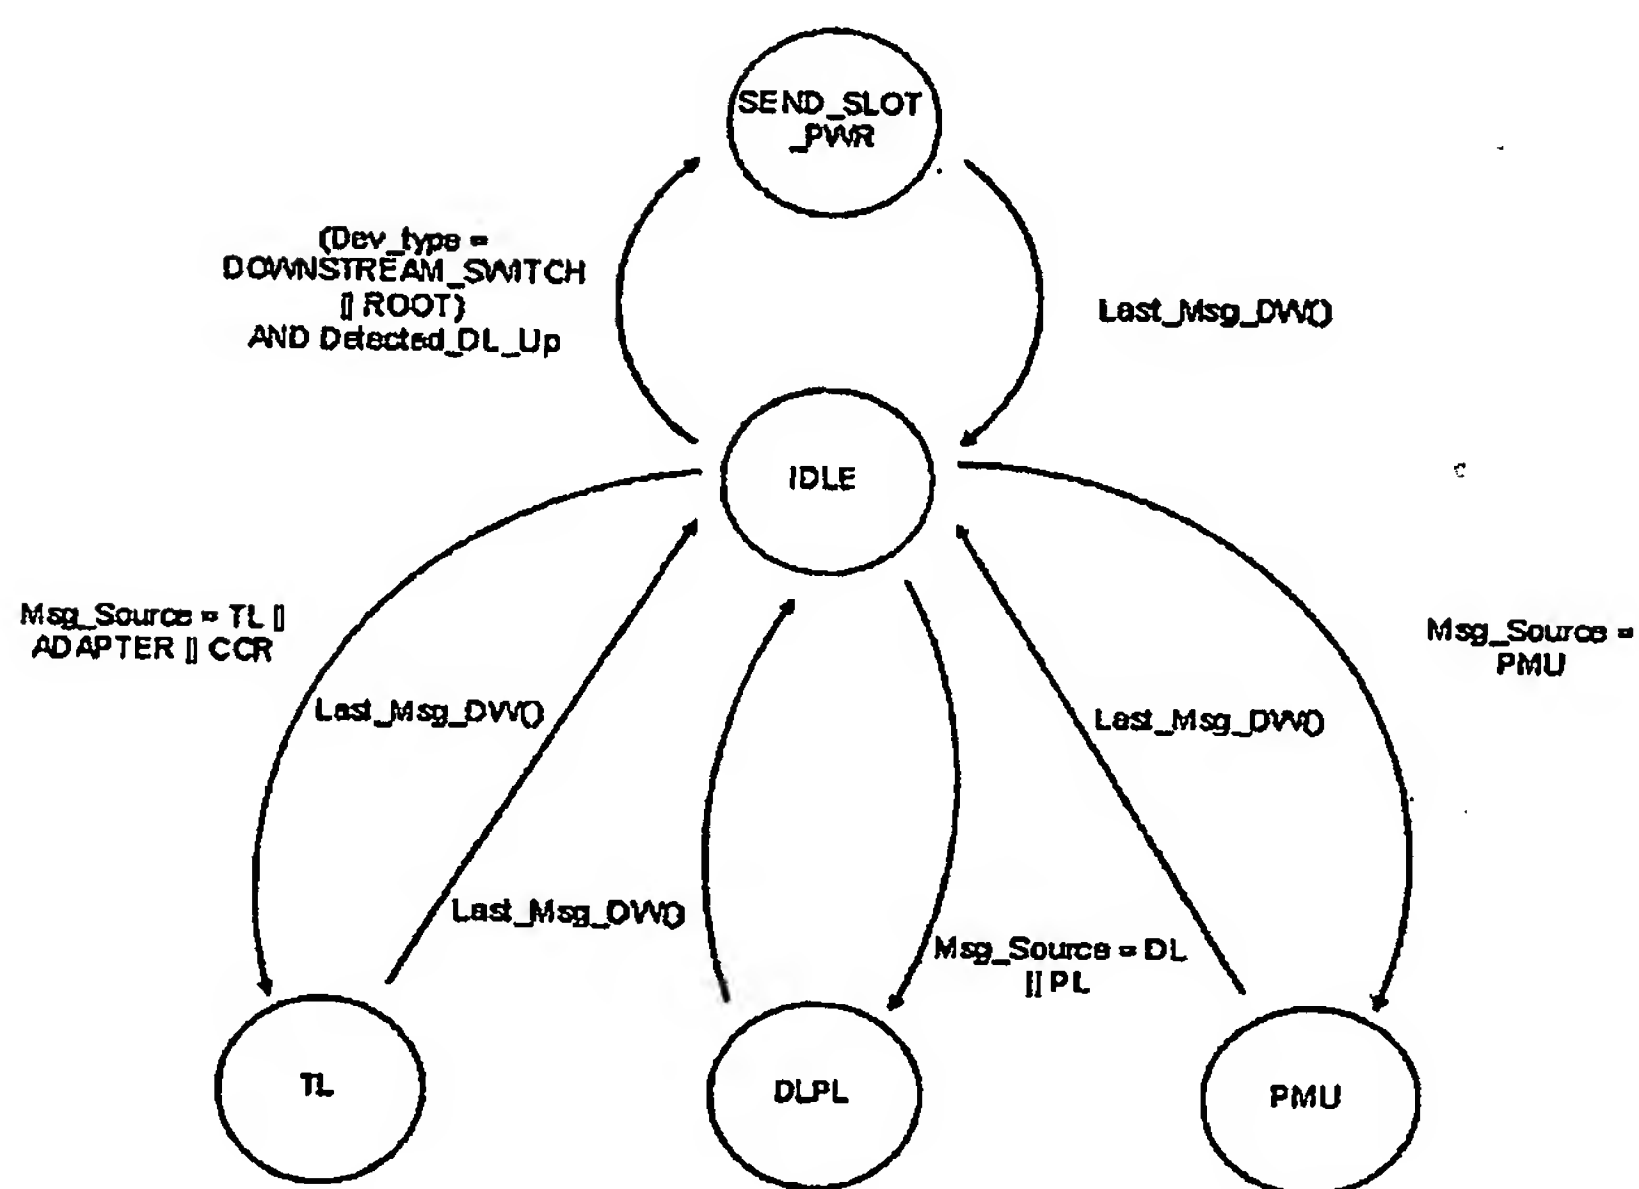 SEND_SLOT
_PWR
(Dev_type =
DOWNSTREAM_SWITCH
|| ROOT)
AND Detected_DL_Up
Last_Msg_DW()
IDLE
Msg_Source = TL ||
ADAPTER || CCR
Msg_Source =
PMU
Last_Msg_DW()
Last_Msg_DW()
Last_Msg_DW()
Msg_Source = DL
|| PL
TL
DLPL
PMU